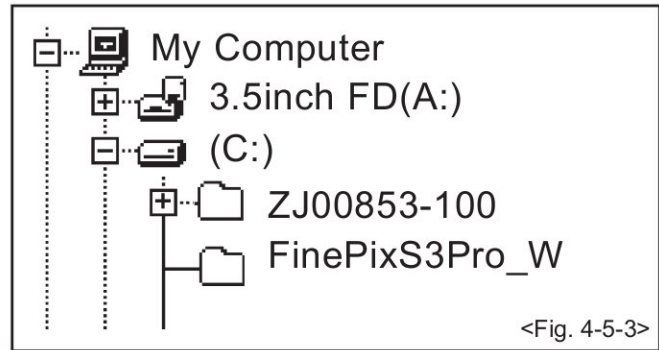 My Computer
3.5inch FD(A:)
(C:)
ZJ00853-100
FinePixS3Pro_W
<Fig. 4-5-3>